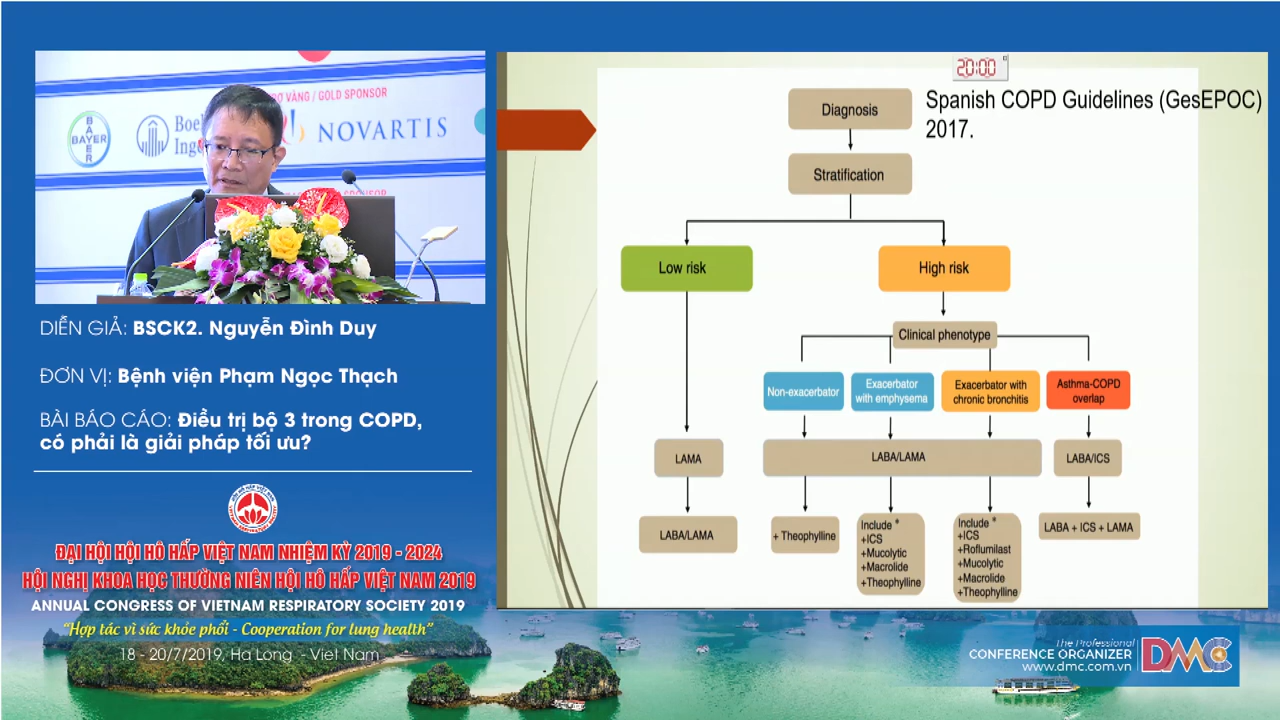 BAYER
BAYER
Boe
Ing
VÀNG / GOLD SPONSOR
NOVARTIS
SPONSOR
DIỄN GIẢ: BSCK2. Nguyễn Đình Duy
ĐƠN VỊ: Bệnh viện Phạm Ngọc Thạch
BÀI BÁO CÁO: Điều trị bộ 3 trong COPD,
có phải là giải pháp tối ưu?
ĐẠI HỘI HỘI HÔ HẤP VIỆT NAM NHIỆM KỲ 2019 - 2024
HỘI NGHỊ KHOA HỌC THƯỜNG NIÊN HỘI HÔ HẤP VIỆT NAM 2019
ANNUAL CONGRESS OF VIETNAM RESPIRATORY SOCIETY 2019
"Hợp tác vì sức khỏe phổi - Cooperation for lung health"
18 - 20/7/2019, Ha Long - Viet Nam
20:00
Spanish COPD Guidelines (GesEPOC)
2017.
Diagnosis
Stratification
Low risk
High risk
Clinical phenotype
Non-exacerbator
Exacerbator
with emphysema
Exacerbator with
chronic bronchitis
Asthma-COPD
overlap
LAMA
LABA/LAMA
LABA/ICS
LABA/LAMA
+ Theophylline
Include *
+ICS
+Mucolytic
+Macrolide
+Theophylline
Include *
+ICS
+Roflumilast
+Mucolytic
+Macrolide
+Theophylline
LABA + ICS + LAMA
The Professional
CONFERENCE ORGANIZER
www.dmc.com.vn
DMC